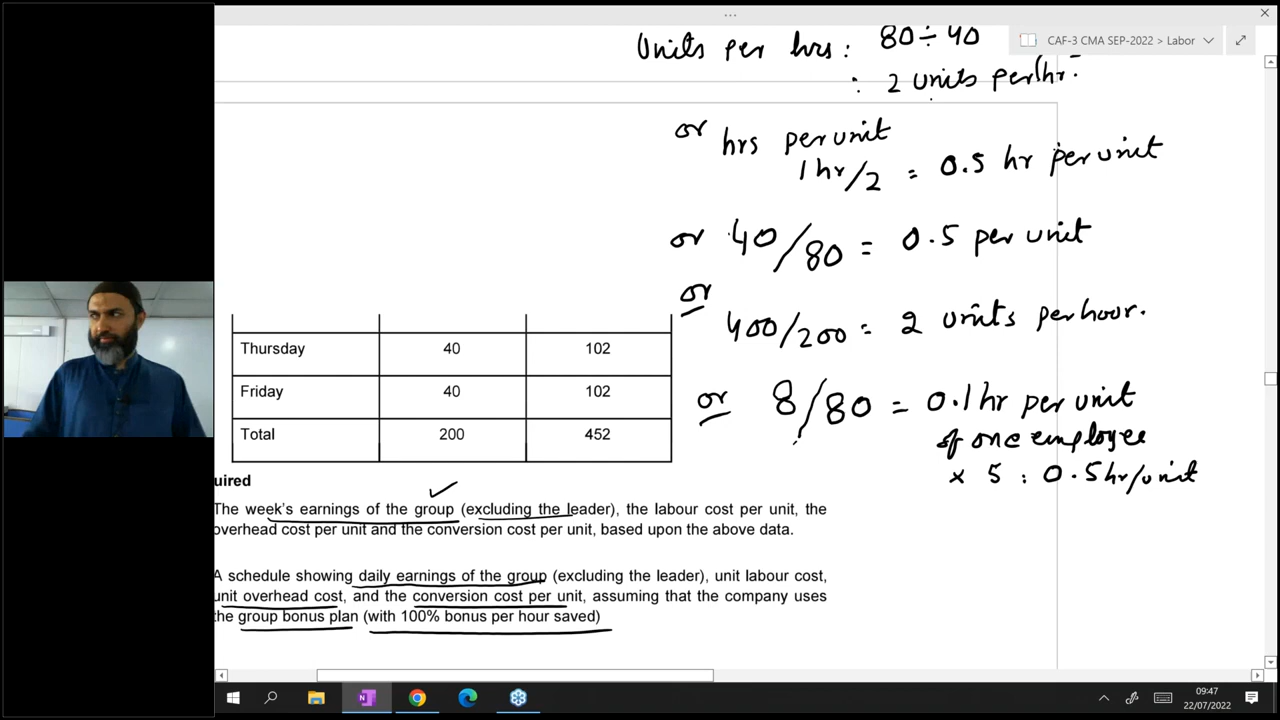 CAF-3 CMA SEP-2022 > Labor
Units per hrs : 80 ÷ 40
: 2 units per/hr.
or hrs per unit
1 hr/2 = 0.5 hr per unit
or 40/80 = 0.5 per unit
or
400/200 = 2 units per hour.
Thursday 40 102
Friday 40 102
Total 200 452
or 8/80 = 0.1 hr per unit
of one employee
x 5 : 0.5 hr/unit
uired
The week's earnings of the group (excluding the leader), the labour cost per unit, the
overhead cost per unit and the conversion cost per unit, based upon the above data.
A schedule showing daily earnings of the group (excluding the leader), unit labour cost,
unit overhead cost, and the conversion cost per unit, assuming that the company uses
the group bonus plan (with 100% bonus per hour saved)
09:47
22/07/2022